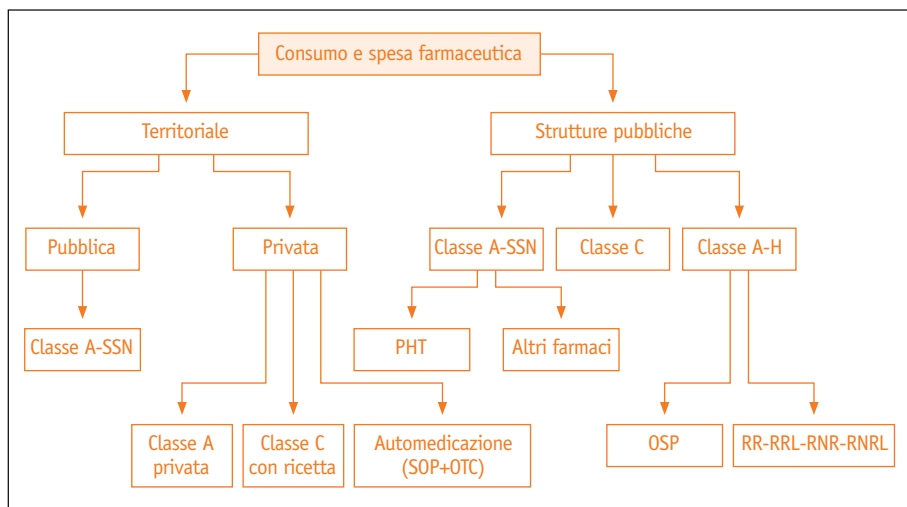 Consumo e spesa farmaceutica
Territoriale
Strutture pubbliche
Pubblica
Privata
Classe A-SSN
Classe C
Classe A-H
Classe A-SSN
PHT
Altri farmaci
Classe A
privata
Classe C
con ricetta
Automedicazione
(SOP+OTC)
OSP
RR-RRL-RNR-RNRL